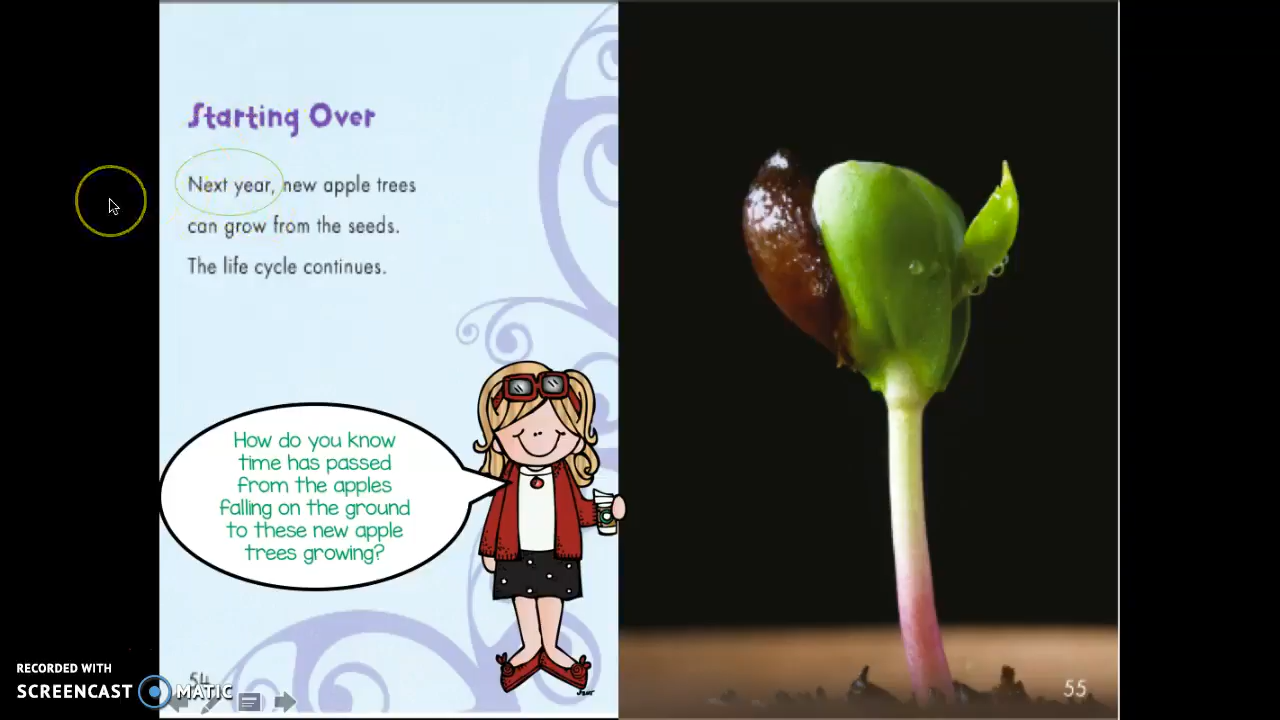 Starting Over
Next year, new apple trees
can grow from the seeds.
The life cycle continues.
How do you know
time has passed
from the apples
falling on the ground
to these new apple
trees growing?
54
55
RECORDED WITH
SCREENCAST MATIC